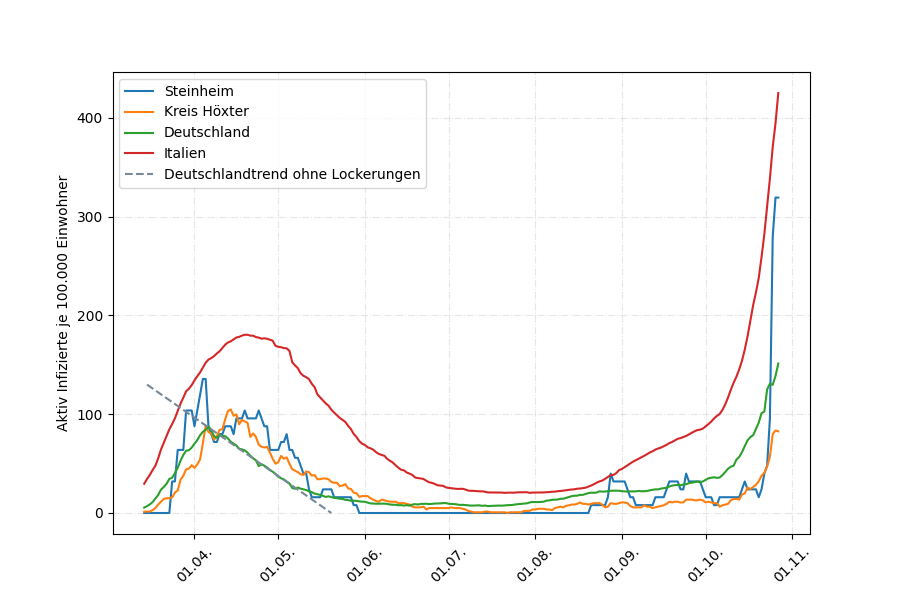 Steinheim
Kreis Höxter
Deutschland
Italien
Deutschlandtrend ohne Lockerungen
Aktiv Infizierte je 100.000 Einwohner
400
300
200
100
0
01.04.
01.05.
01.06.
01.07.
01.08.
01.09.
01.10.
01.11.